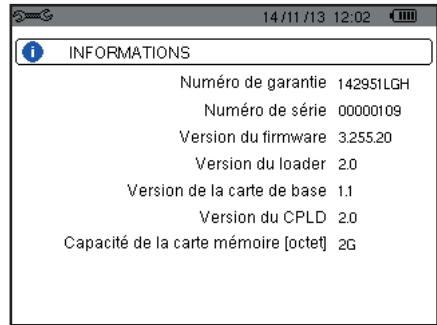 14/11/13 12:02
INFORMATIONS
Numéro de garantie 142951LGH
Numéro de série 00000109
Version du firmware 3.255.20
Version du loader 2.0
Version de la carte de base 1.1
Version du CPLD 2.0
Capacité de la carte mémoire [octet] 2G